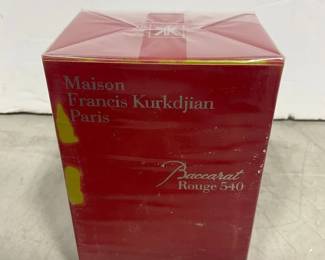 Maison
Francis Kurkdjian
Paris
Baccarat
Rouge 540